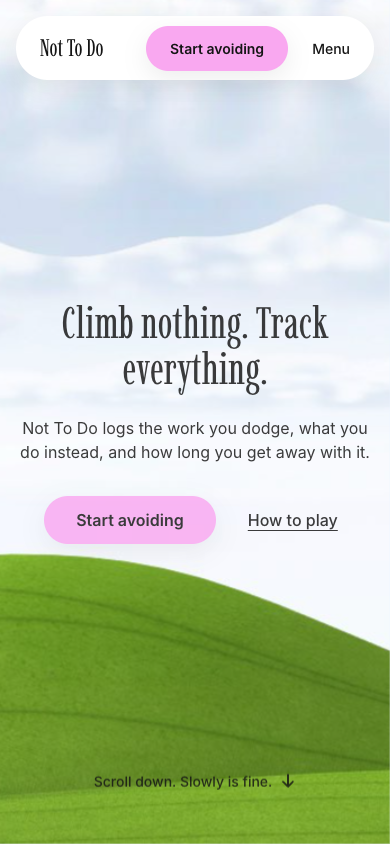 Not To Do
Start avoiding
Menu
Climb nothing. Track
everything.
Not To Do logs the work you dodge, what you
do instead, and how long you get away with it.
Start avoiding
How to play
Scroll down. Slowly is fine.